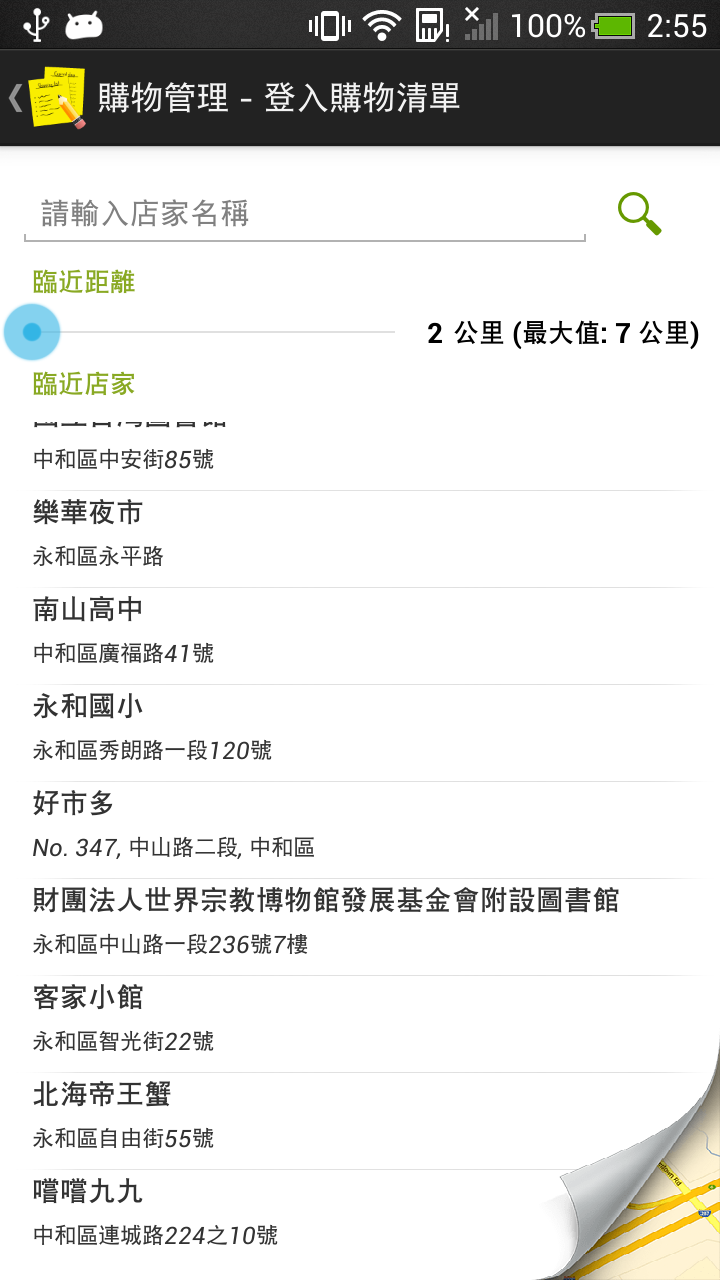 100% 2:55
購物管理 - 登入購物清單
請輸入店家名稱
臨近距離
2 公里 (最大值: 7 公里)
臨近店家
中和區中安街85號
樂華夜市
永和區永平路
南山高中
中和區廣福路41號
永和國小
永和區秀朗路一段120號
好市多
No. 347, 中山路二段, 中和區
財團法人世界宗教博物館發展基金會附設圖書館
永和區中山路一段236號7樓
客家小館
永和區智光街22號
北海帝王蟹
永和區自由街55號
嚐嚐九九
中和區連城路224之10號